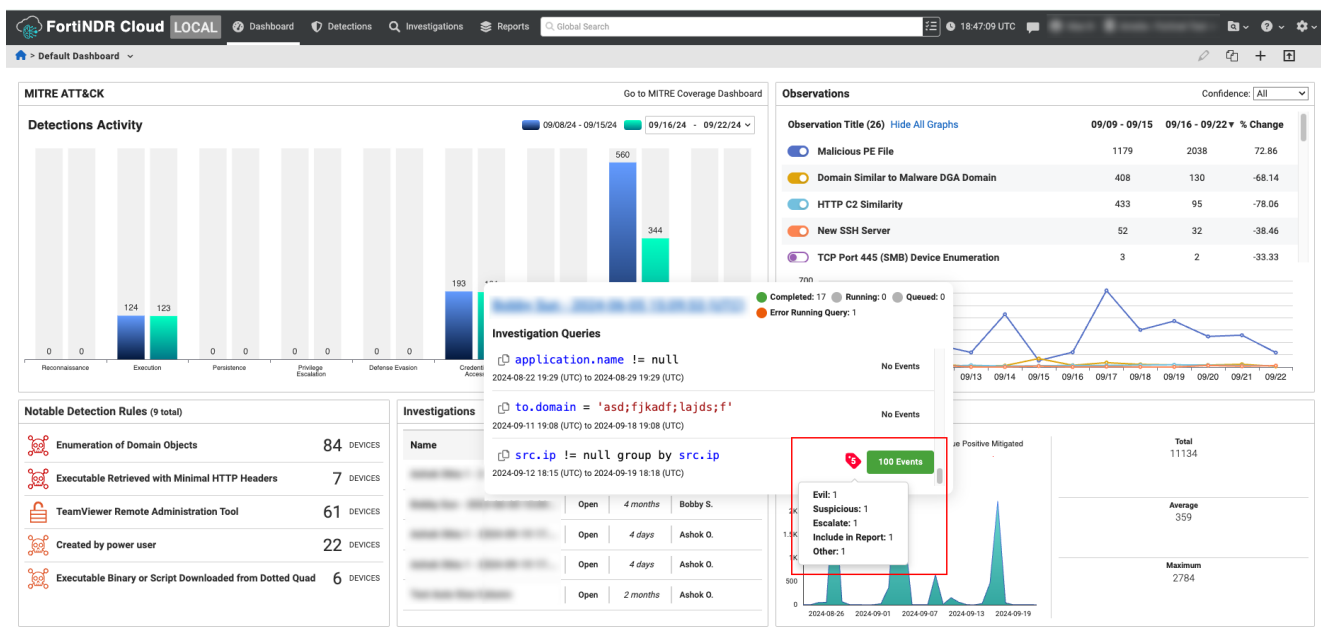 FortiNDR Cloud LOCAL Dashboard Detections Investigations Reports Global Search 18:47:09 UTC
> Default Dashboard
MITRE ATT&CK Go to MITRE Coverage Dashboard
Detections Activity 09/08/24 - 09/15/24 09/16/24 - 09/22/24
560
344
193
124 123
0 0 0 0 0 0 0 0
Reconnaissance Execution Persistence Privilege Escalation Defense Evasion
Observations Confidence: All
Observation Title (26) Hide All Graphs 09/09 - 09/15 09/16 - 09/22▼ % Change
Malicious PE File 1179 2038 72.86
Domain Similar to Malware DGA Domain 408 130 -68.14
HTTP C2 Similarity 433 95 -78.06
New SSH Server 52 32 -38.46
TCP Port 445 (SMB) Device Enumeration 3 2 -33.33
700
09/13 09/14 09/15 09/16 09/17 09/18 09/19 09/20 09/21 09/22
Completed: 17 Running: 0 Queued: 0
Error Running Query: 1
Investigation Queries
application.name != null No Events
2024-08-22 19:29 (UTC) to 2024-08-29 19:29 (UTC)
to.domain = 'asd;fjkadf;lajds;f' No Events
2024-09-11 19:08 (UTC) to 2024-09-18 19:08 (UTC)
src.ip != null group by src.ip 5 100 Events
2024-09-12 18:15 (UTC) to 2024-09-19 18:18 (UTC)
Evil: 1
Suspicious: 1
Escalate: 1
Include in Report: 1
Other: 1
Notable Detection Rules (9 total)
Enumeration of Domain Objects 84 DEVICES
Executable Retrieved with Minimal HTTP Headers 7 DEVICES
TeamViewer Remote Administration Tool 61 DEVICES
Created by power user 22 DEVICES
Executable Binary or Script Downloaded from Dotted Quad 6 DEVICES
Investigations
Name
Open 4 months Bobby S.
Open 4 days Ashok O.
Open 4 days Ashok O.
Open 2 months Ashok O.
Positive Mitigated
500
0
2024-08-26 2024-09-01 2024-09-07 2024-09-13 2024-09-19
Total
11134
Average
359
Maximum
2784